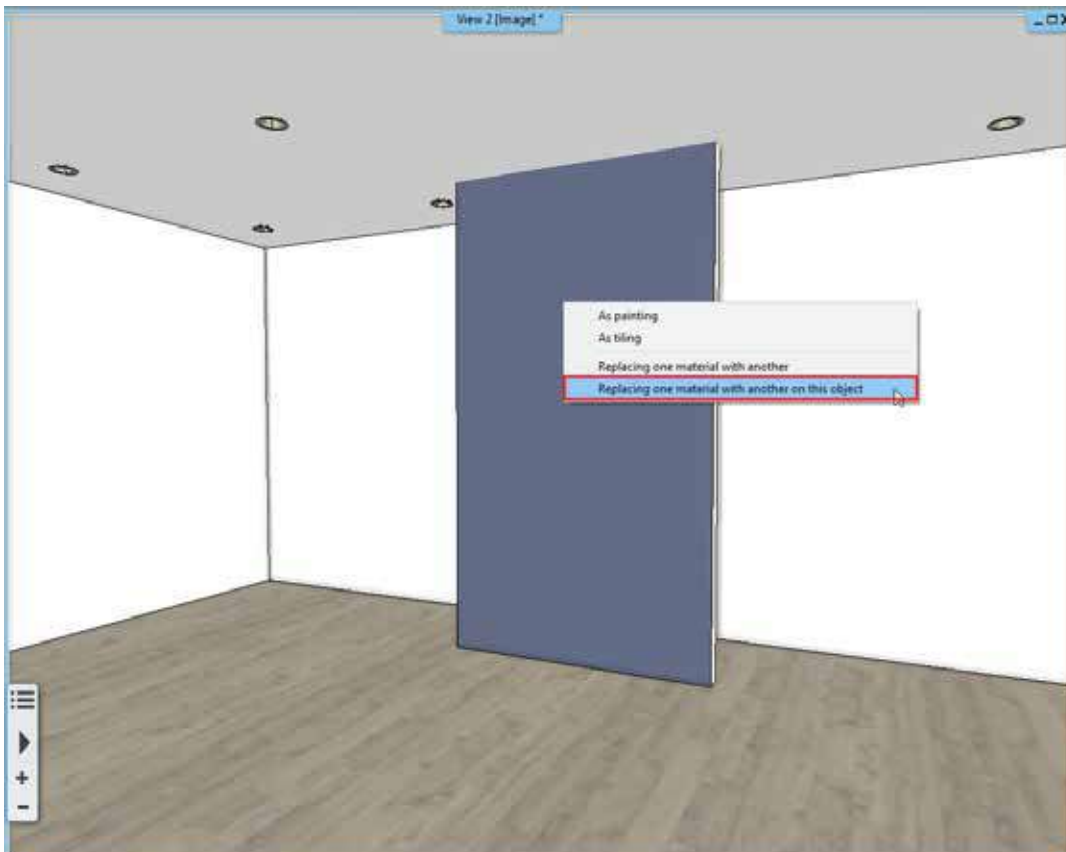 View 2 [Image] *
As painting
As tiling
Replacing one material with another
Replacing one material with another on this object